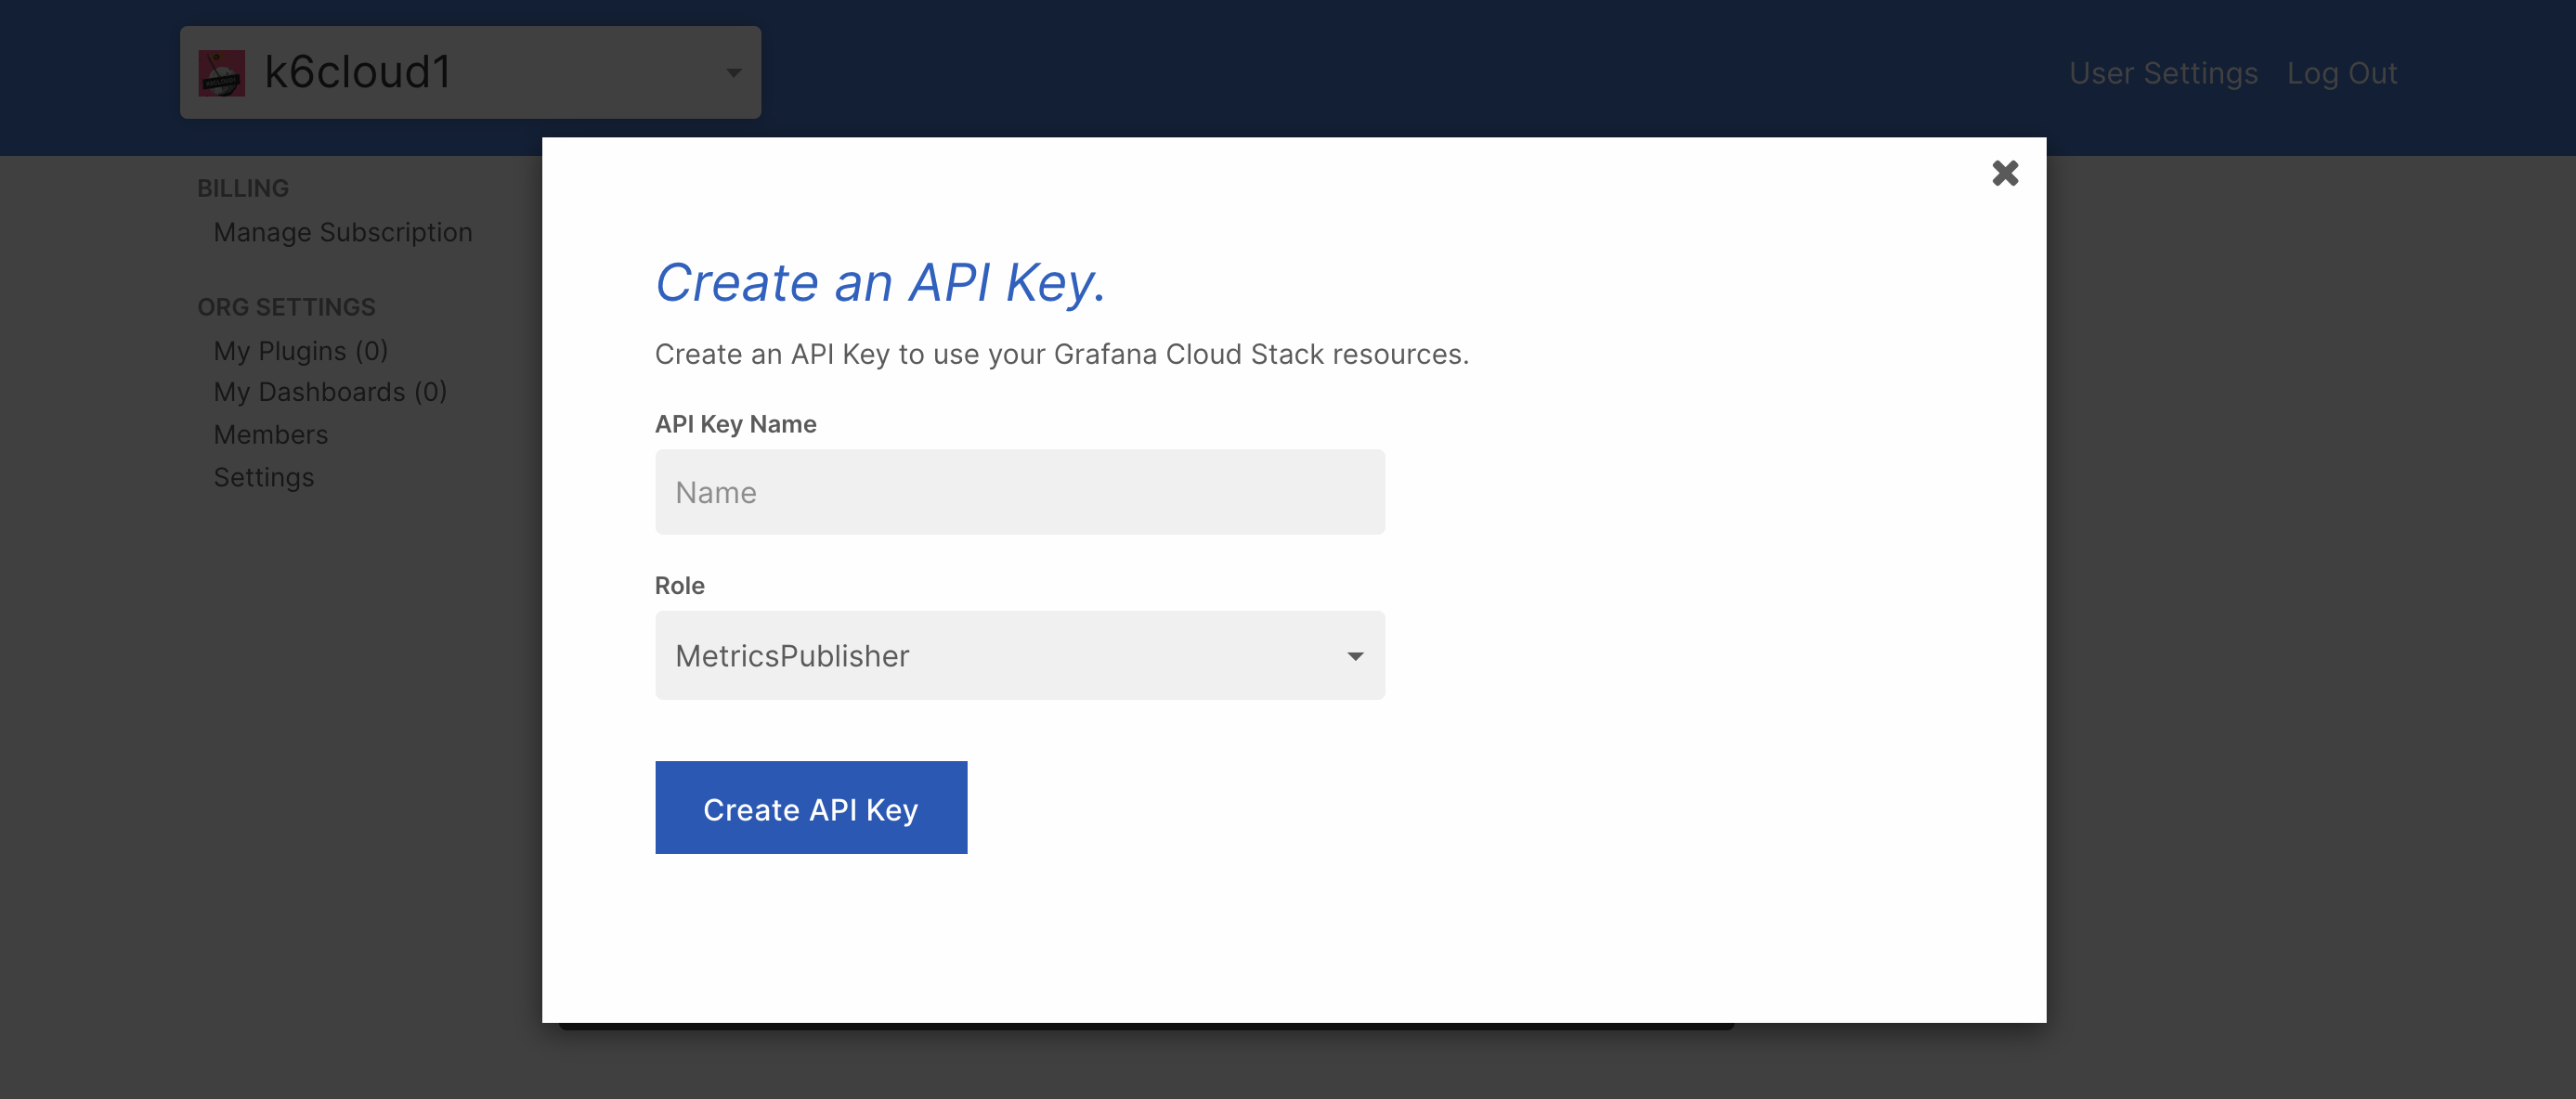 k6cloud1
User Settings Log Out
BILLING
Manage Subscription
ORG SETTINGS
My Plugins (0)
My Dashboards (0)
Members
Settings
Create an API Key.
Create an API Key to use your Grafana Cloud Stack resources.
API Key Name
Name
Role
MetricsPublisher
Create API Key